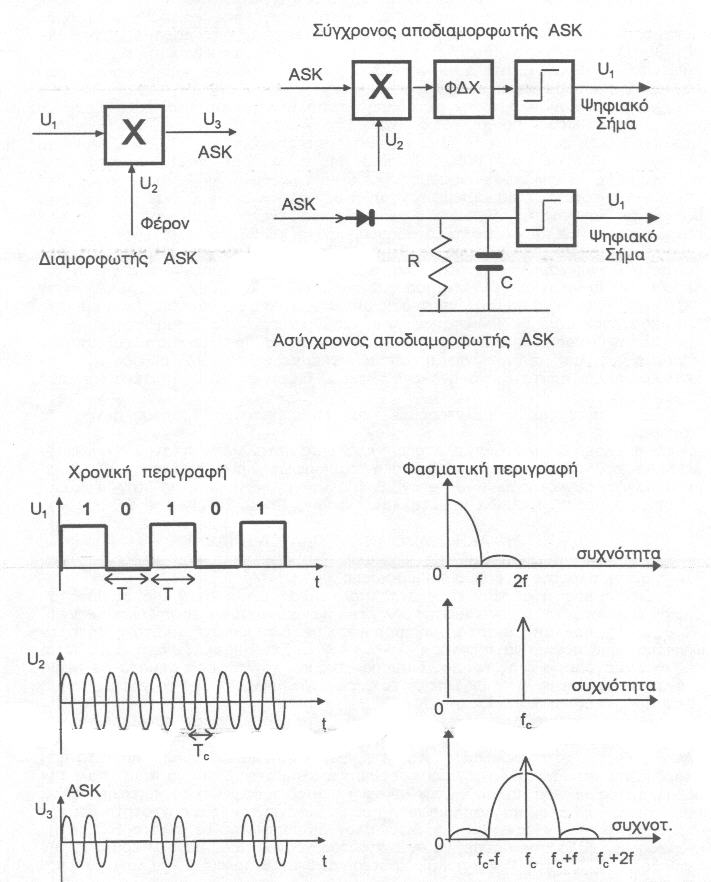 Σύγχρονος αποδιαμορφωτής ASK
ASK
X
ΦΔΧ
U1
Ψηφιακό
Σήμα
U2
U1
X
U3
ASK
U2
Φέρον
Διαμορφωτής ASK
ASK
R
C
U1
Ψηφιακό
Σήμα
Ασύγχρονος αποδιαμορφωτής ASK
Χρονική περιγραφή
U1
1 0 1 0 1
T T
t
Φασματική περιγραφή
συχνότητα
0
f 2f
U2
Tc
t
συχνότητα
0
fc
ASK
U3
t
συχνοτ.
0
fc-f fc fc+f fc+2f